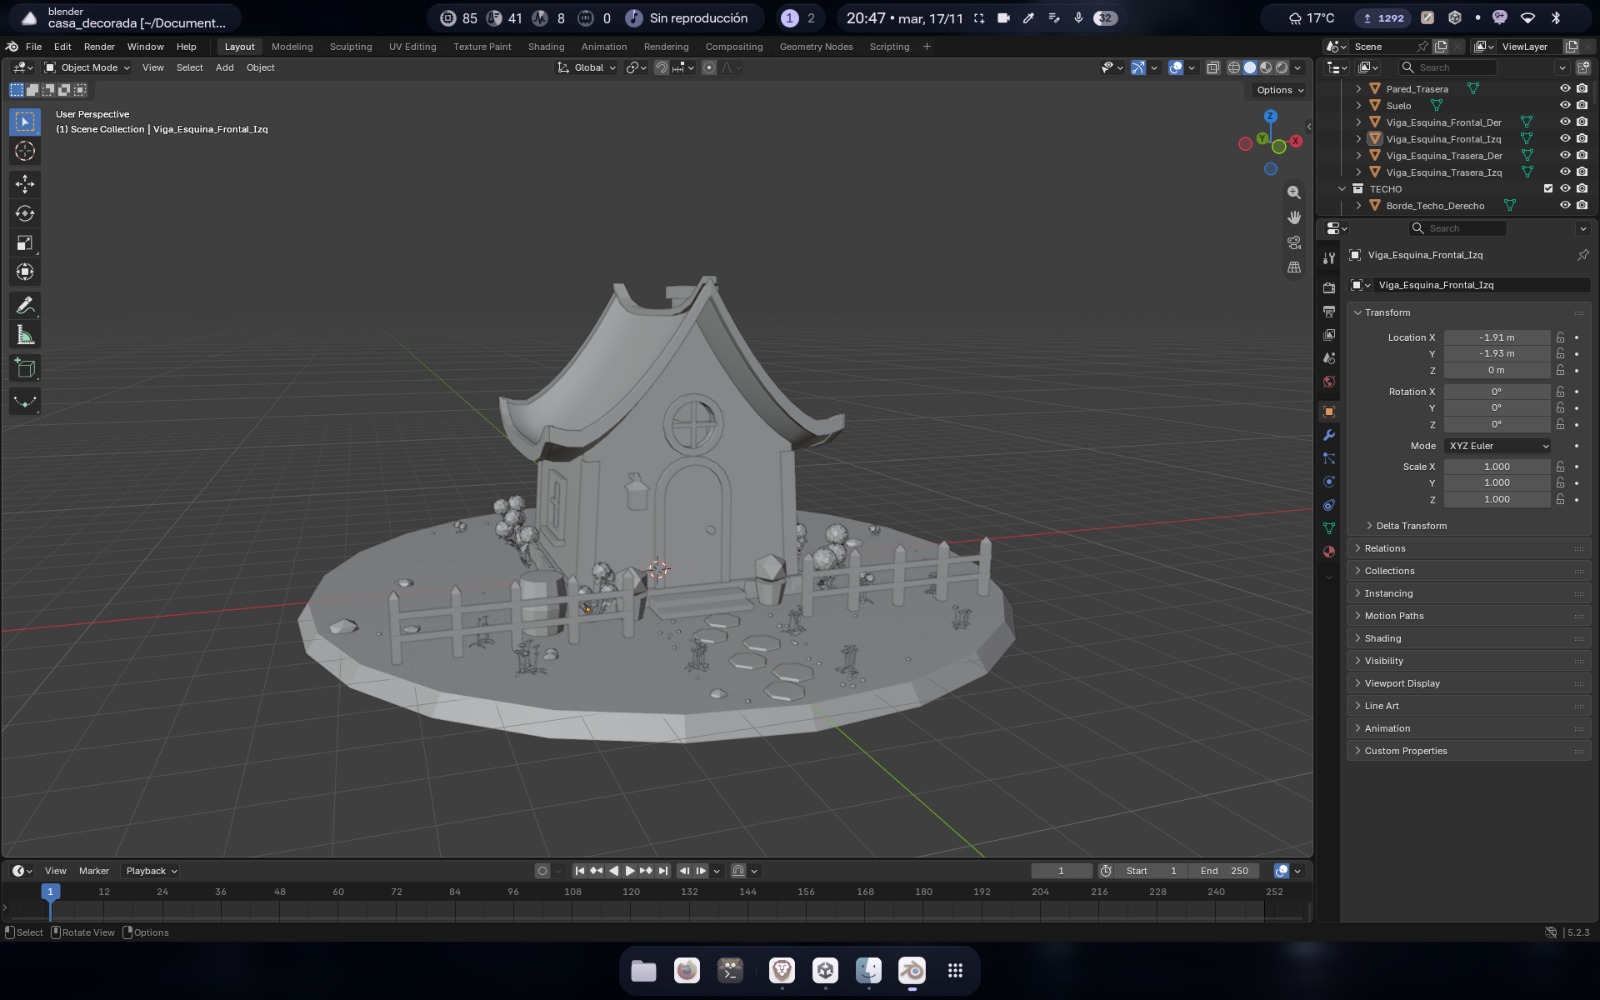 blender
casa_decorada [~/Document...
85 41 8 0 Sin reproducción
1 2
20:47 • mar, 17/11
32
17°C
1292
9+
File Edit Render Window Help
Layout Modeling Sculpting UV Editing Texture Paint Shading Animation Rendering Compositing Geometry Nodes Scripting +
Scene
ViewLayer
Object Mode View Select Add Object
Global
Search
Options
User Perspective
(1) Scene Collection | Viga_Esquina_Frontal_Izq
Z
Y
X
Pared_Trasera
Suelo
Viga_Esquina_Frontal_Der
Viga_Esquina_Frontal_Izq
Viga_Esquina_Trasera_Der
Viga_Esquina_Trasera_Izq
TECHO
Borde_Techo_Derecho
Search
Viga_Esquina_Frontal_Izq
Viga_Esquina_Frontal_Izq
Transform
Location X -1.91 m
Y -1.93 m
Z 0 m
Rotation X 0°
Y 0°
Z 0°
Mode XYZ Euler
Scale X 1.000
Y 1.000
Z 1.000
Delta Transform
Relations
Collections
Instancing
Motion Paths
Shading
Visibility
Viewport Display
Line Art
Animation
Custom Properties
View Marker Playback
1 Start 1 End 250
1 12 24 36 48 60 72 84 96 108 120 132 144 156 168 180 192 204 216 228 240 252
Select Rotate View Options
5.2.3